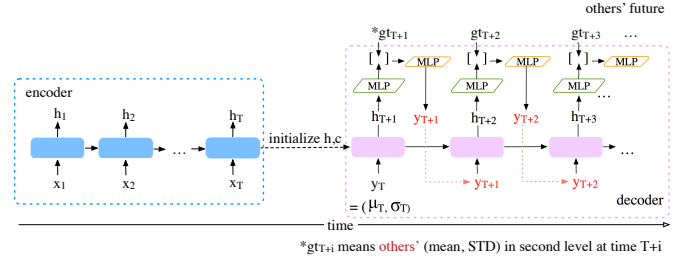 others' future
*gtT+1 gtT+2 gtT+3 ...
[ ] MLP [ ] MLP [ ] MLP
encoder
MLP MLP MLP
h1 h2 hT
hT+1 yT+1 hT+2 yT+2 hT+3 ...
... initialize h,c ...
x1 x2 xT
yT yT+1 yT+2
= (μT, σT) decoder
time
*gtT+i means others' (mean, STD) in second level at time T+i